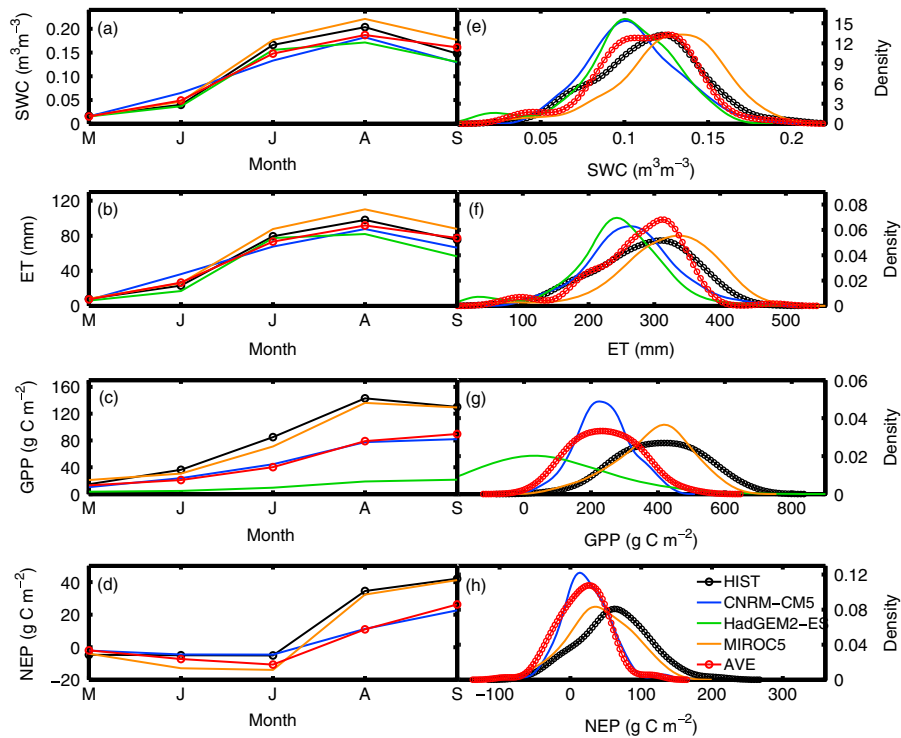 (a)
0.20
0.15
0.10
0.05
0
SWC (m³m⁻³)
M J J A S
Month
(e)
15
12
9
6
3
0
Density
0.05 0.1 0.15 0.2
SWC (m³m⁻³)
(b)
120
80
40
0
ET (mm)
M J J A S
Month
(f)
0.08
0.06
0.04
0.02
0
Density
100 200 300 400 500
ET (mm)
(c)
160
120
80
40
0
GPP (g C m⁻²)
M J J A S
Month
(g)
0.06
0.04
0.02
0
Density
0 200 400 600 800
GPP (g C m⁻²)
(d)
40
20
0
−20
NEP (g C m⁻²)
M J J A S
Month
(h)
HIST
CNRM−CM5
HadGEM2−ES
MIROC5
AVE
0.12
0.08
0.04
0
Density
−100 0 100 200 300
NEP (g C m⁻²)